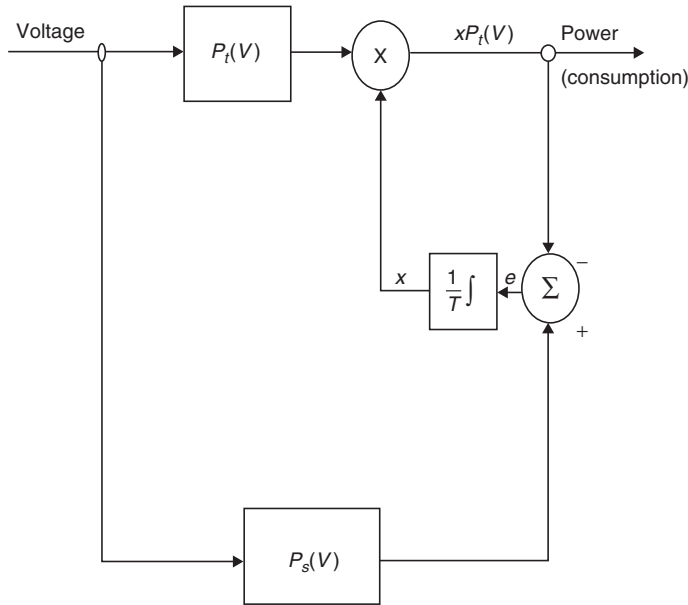 Voltage
P_t(V)
X
xP_t(V)
Power
(consumption)
x
1/T ∫
e
Σ
−
+
P_s(V)